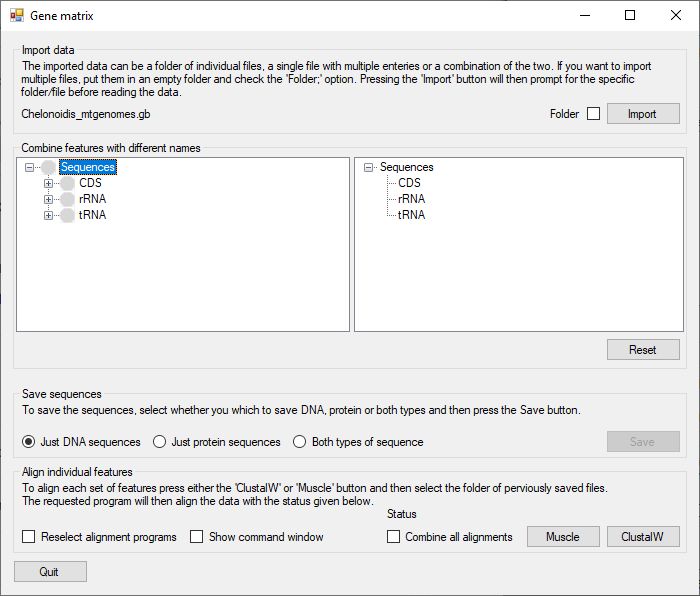 Gene matrix
Import data
The imported data can be a folder of individual files, a single file with multiple enteries or a combination of the two. If you want to import
multiple files, put them in an empty folder and check the 'Folder;' option. Pressing the 'Import' button will then prompt for the specific
folder/file before reading the data.
Chelonoidis_mtgenomes.gb
Folder
Import
Combine features with different names
Sequences
CDS
rRNA
tRNA
Sequences
CDS
rRNA
tRNA
Reset
Save sequences
To save the sequences, select whether you which to save DNA, protein or both types and then press the Save button.
Just DNA sequences
Just protein sequences
Both types of sequence
Save
Align individual features
To align each set of features press either the 'ClustalW' or 'Muscle' button and then select the folder of perviously saved files.
The requested program will then align the data with the status given below.
Status
Reselect alignment programs
Show command window
Combine all alignments
Muscle
ClustalW
Quit